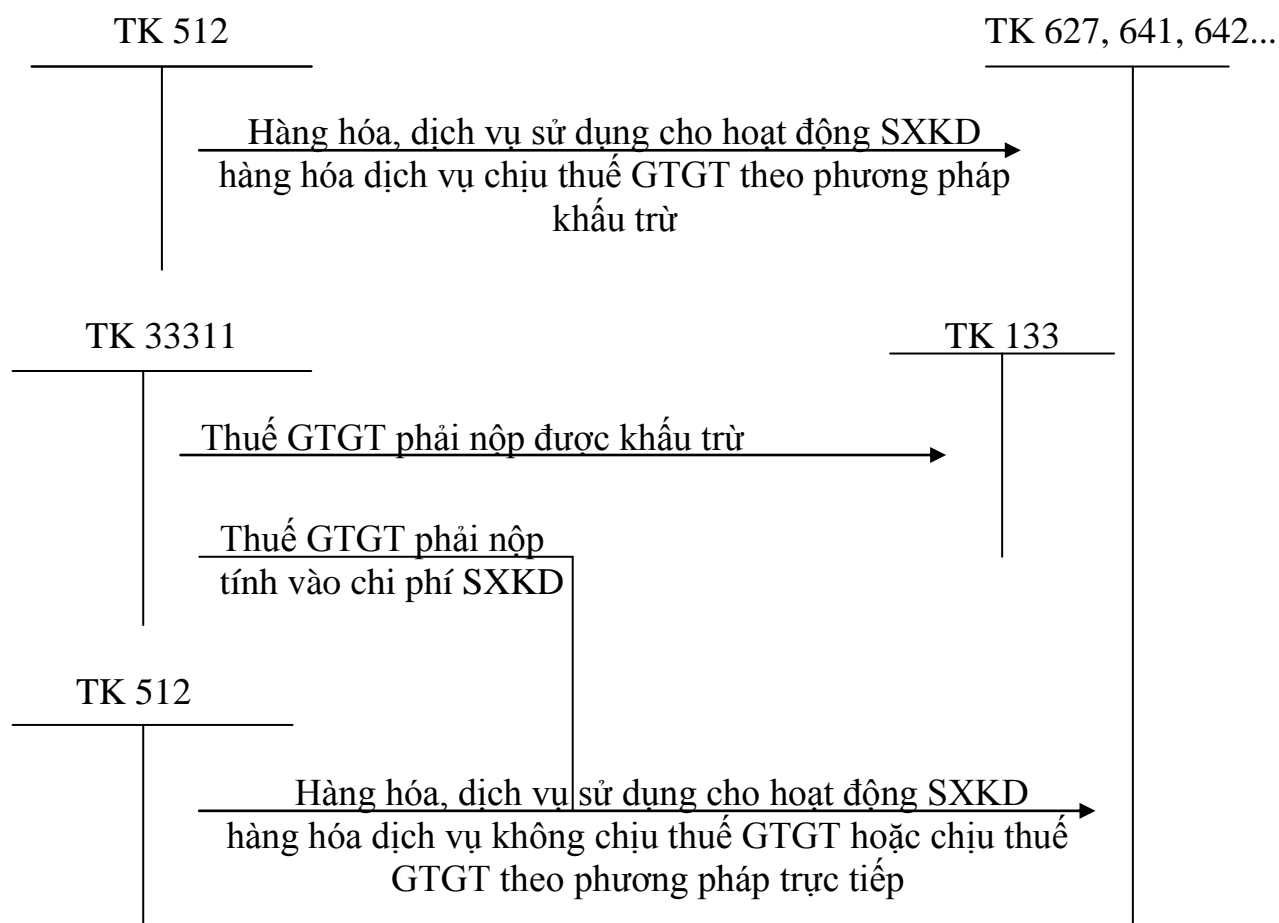 TK 512
TK 627, 641, 642...
Hàng hóa, dịch vụ sử dụng cho hoạt động SXKD
hàng hóa dịch vụ chịu thuế GTGT theo phương pháp
khấu trừ
TK 33311
TK 133
Thuế GTGT phải nộp được khấu trừ
Thuế GTGT phải nộp
tính vào chi phí SXKD
TK 512
Hàng hóa, dịch vụ sử dụng cho hoạt động SXKD
hàng hóa dịch vụ không chịu thuế GTGT hoặc chịu thuế
GTGT theo phương pháp trực tiếp